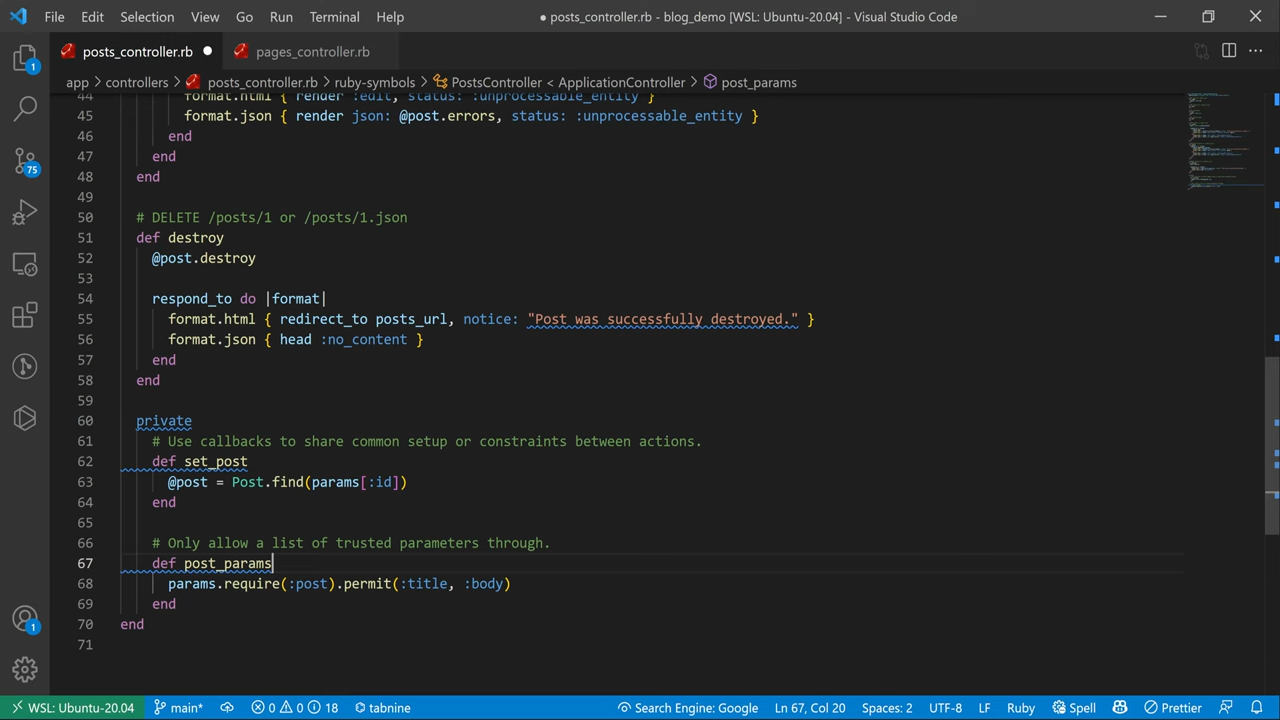 File Edit Selection View Go Run Terminal Help ● posts_controller.rb - blog_demo [WSL: Ubuntu-20.04] - Visual Studio Code
posts_controller.rb pages_controller.rb
app > controllers > posts_controller.rb > ruby-symbols > PostsController < ApplicationController > post_params
44 format.html { render :edit, status: :unprocessable_entity }
45 format.json { render json: @post.errors, status: :unprocessable_entity }
46 end
47 end
48 end
49
50 # DELETE /posts/1 or /posts/1.json
51 def destroy
52 @post.destroy
53
54 respond_to do |format|
55 format.html { redirect_to posts_url, notice: "Post was successfully destroyed." }
56 format.json { head :no_content }
57 end
58 end
59
60 private
61 # Use callbacks to share common setup or constraints between actions.
62 def set_post
63 @post = Post.find(params[:id])
64 end
65
66 # Only allow a list of trusted parameters through.
67 def post_params
68 params.require(:post).permit(:title, :body)
69 end
70 end
71
1
75
1
WSL: Ubuntu-20.04 main* 0 0 18 tabnine Search Engine: Google Ln 67, Col 20 Spaces: 2 UTF-8 LF Ruby Spell Prettier